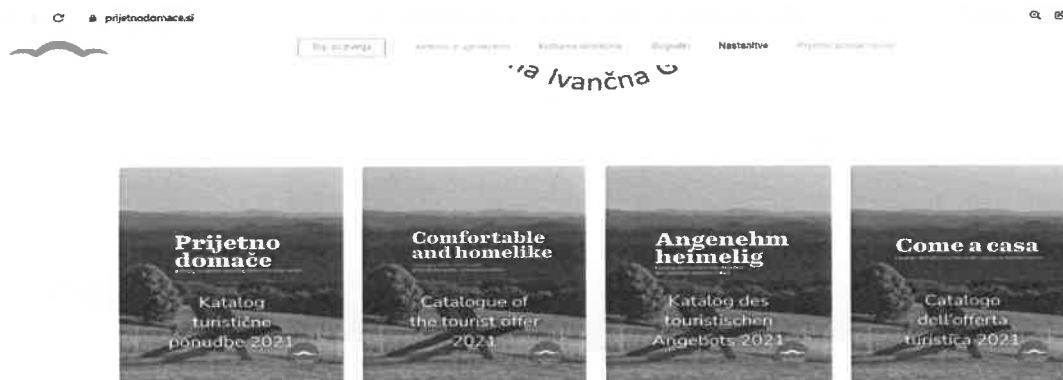 prijetnodomace.si
Nastanitve
na Ivančna G
Prijetno
domače
Katalog
turistične
ponudbe 2021
Comfortable
and homelike
Catalogue of
the tourist offer
2021
Angenehm
heimelig
Katalog des
touristischen
Angebots 2021
Come a casa
Catalogo
dell'offerta
turistica 2021